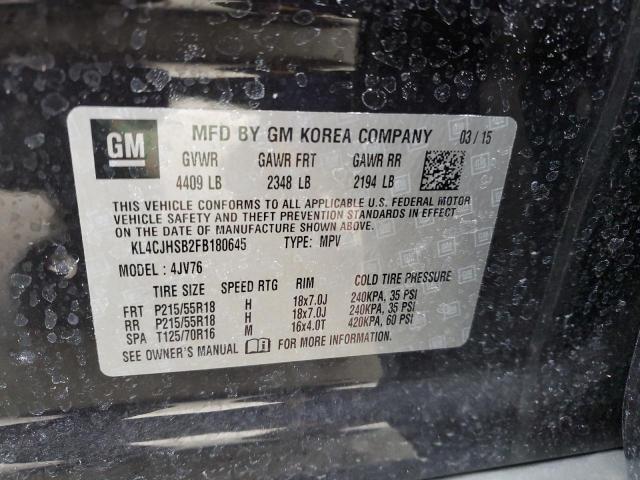 GM
MFD BY GM KOREA COMPANY 03 / 15
GVWR GAWR FRT GAWR RR
4409 LB 2348 LB 2194 LB
THIS VEHICLE CONFORMS TO ALL APPLICABLE U.S. FEDERAL MOTOR
VEHICLE SAFETY AND THEFT PREVENTION STANDARDS IN EFFECT
ON THE DATE OF MANUFACTURE SHOWN ABOVE.
KL4CJHSB2FB180645 TYPE: MPV
MODEL : 4JV76
TIRE SIZE SPEED RTG RIM COLD TIRE PRESSURE
FRT P215/55R18 H 18x7.0J 240KPA, 35 PSI
RR P215/55R18 H 18x7.0J 240KPA, 35 PSI
SPA T125/70R16 M 16x4.0T 420KPA, 60 PSI
SEE OWNER'S MANUAL FOR MORE INFORMATION.